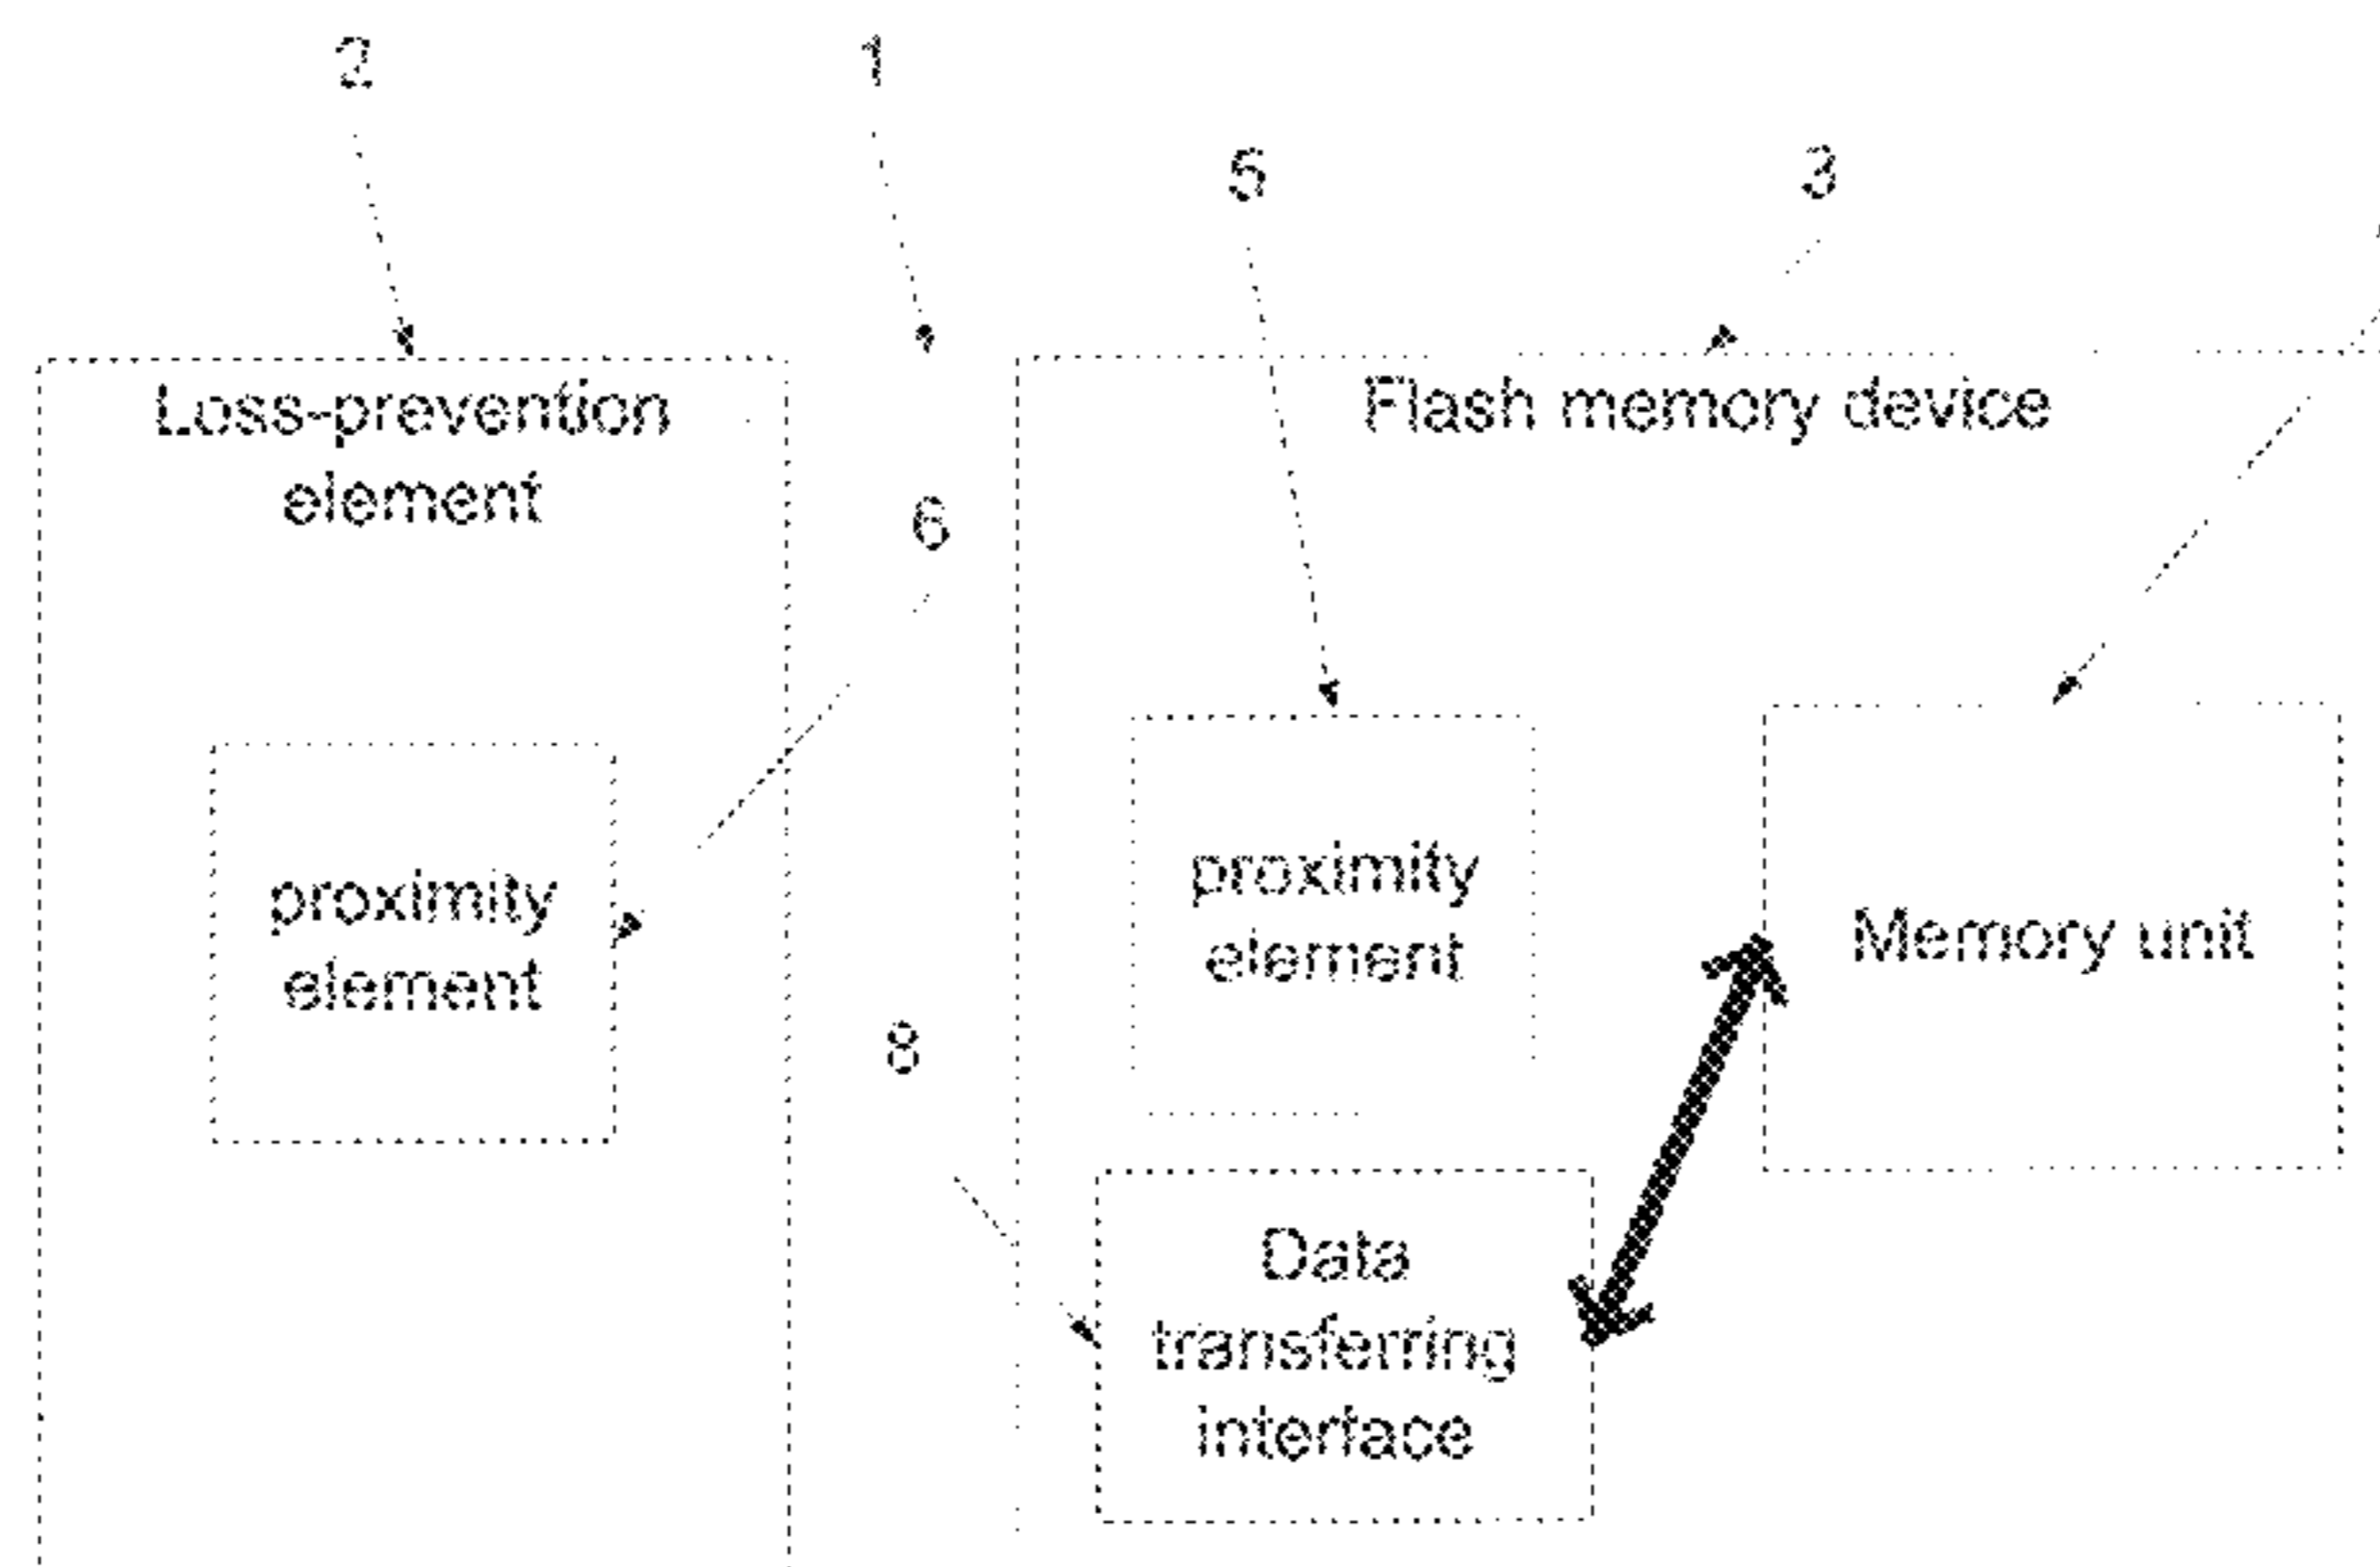 2
1
5
3
Loss-prevention
element
Flash memory device
6
proximity
element
proximity
element
Memory unit
8
Data
transferring
interface